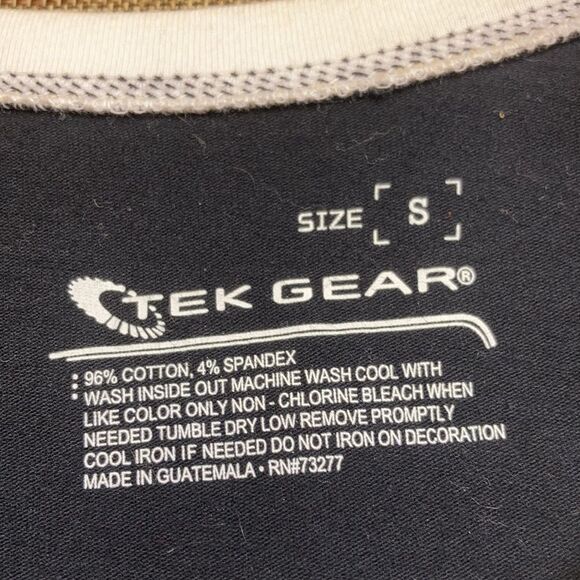 SIZE S
TEK GEAR®
: 96% COTTON, 4% SPANDEX
: WASH INSIDE OUT MACHINE WASH COOL WITH
LIKE COLOR ONLY NON - CHLORINE BLEACH WHEN
NEEDED TUMBLE DRY LOW REMOVE PROMPTLY
COOL IRON IF NEEDED DO NOT IRON ON DECORATION
MADE IN GUATEMALA • RN#73277